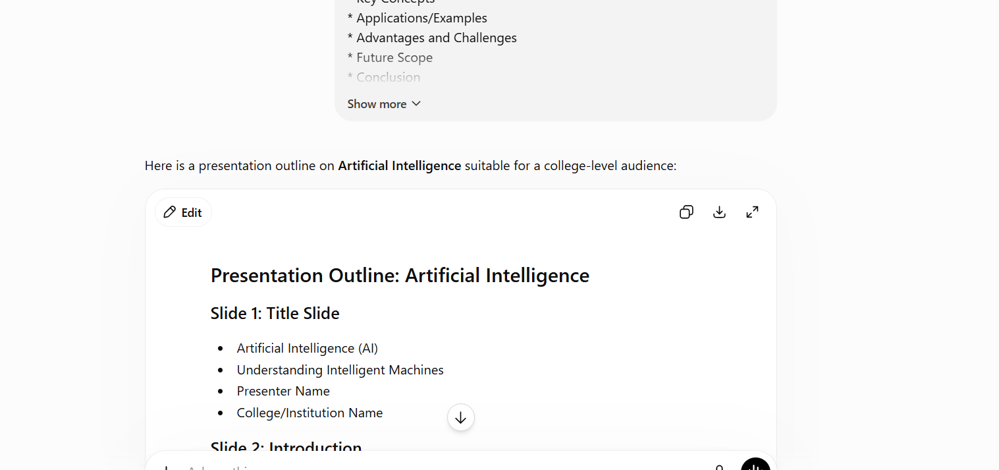 * Key Concepts
* Applications/Examples
* Advantages and Challenges
* Future Scope
* Conclusion
Show more
Here is a presentation outline on Artificial Intelligence suitable for a college-level audience:
Edit
Presentation Outline: Artificial Intelligence
Slide 1: Title Slide
• Artificial Intelligence (AI)
• Understanding Intelligent Machines
• Presenter Name
• College/Institution Name
Slide 2: Introduction